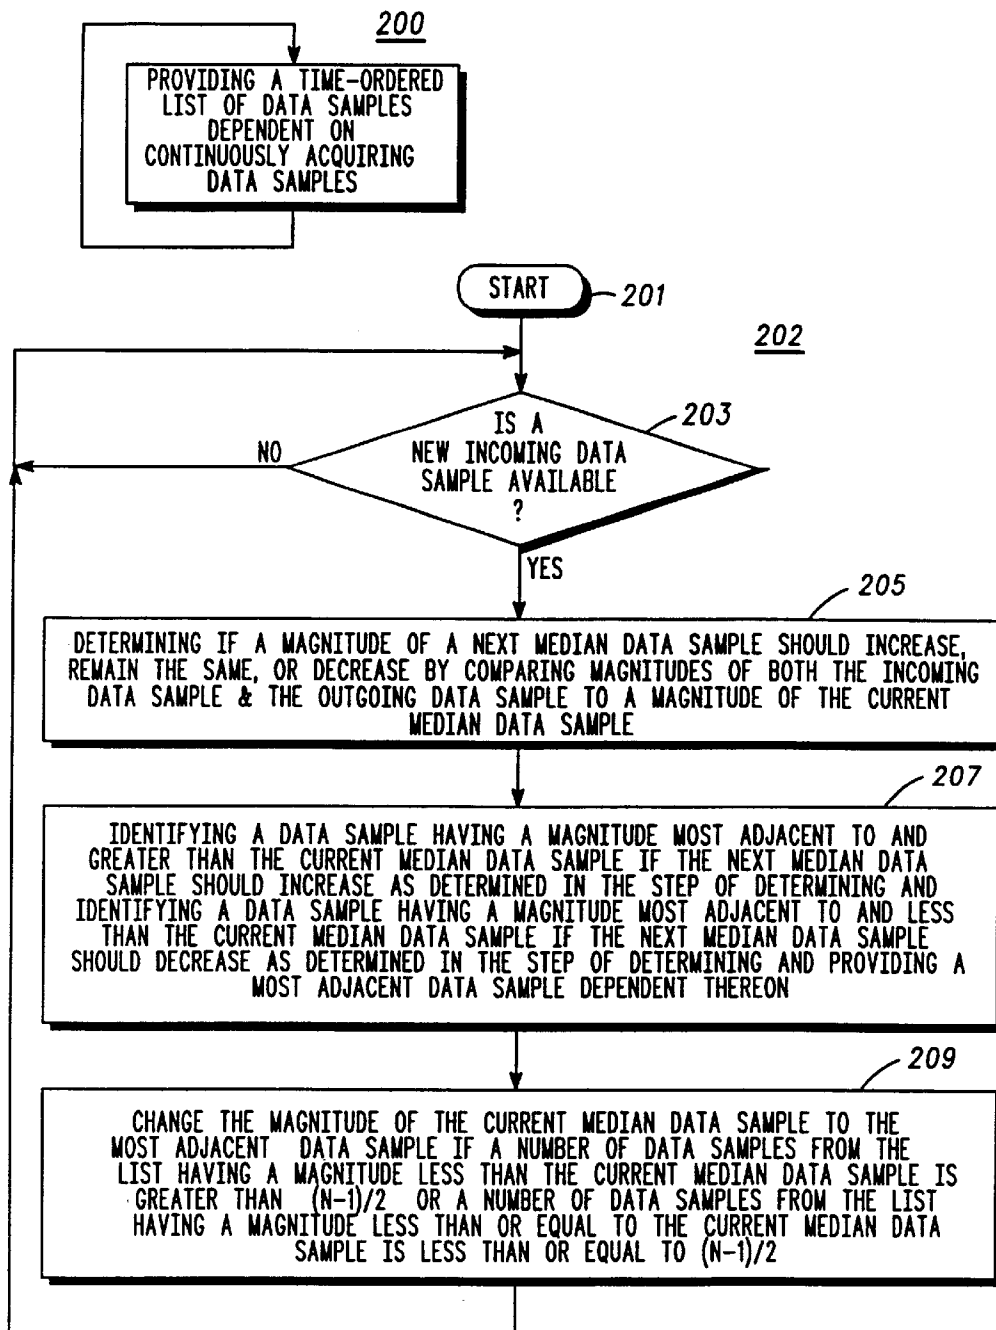 200
PROVIDING A TIME-ORDERED
LIST OF DATA SAMPLES
DEPENDENT ON
CONTINUOUSLY ACQUIRING
DATA SAMPLES
START
201
202
203
IS A
NEW INCOMING DATA
SAMPLE AVAILABLE
?
NO
YES
205
DETERMINING IF A MAGNITUDE OF A NEXT MEDIAN DATA SAMPLE SHOULD INCREASE,
REMAIN THE SAME, OR DECREASE BY COMPARING MAGNITUDES OF BOTH THE INCOMING
DATA SAMPLE & THE OUTGOING DATA SAMPLE TO A MAGNITUDE OF THE CURRENT
MEDIAN DATA SAMPLE
207
IDENTIFYING A DATA SAMPLE HAVING A MAGNITUDE MOST ADJACENT TO AND
GREATER THAN THE CURRENT MEDIAN DATA SAMPLE IF THE NEXT MEDIAN DATA
SAMPLE SHOULD INCREASE AS DETERMINED IN THE STEP OF DETERMINING AND
IDENTIFYING A DATA SAMPLE HAVING A MAGNITUDE MOST ADJACENT TO AND LESS
THAN THE CURRENT MEDIAN DATA SAMPLE IF THE NEXT MEDIAN DATA SAMPLE
SHOULD DECREASE AS DETERMINED IN THE STEP OF DETERMINING AND PROVIDING A
MOST ADJACENT DATA SAMPLE DEPENDENT THEREON
209
CHANGE THE MAGNITUDE OF THE CURRENT MEDIAN DATA SAMPLE TO THE
MOST ADJACENT DATA SAMPLE IF A NUMBER OF DATA SAMPLES FROM THE
LIST HAVING A MAGNITUDE LESS THAN THE CURRENT MEDIAN DATA SAMPLE IS
GREATER THAN (N-1)/2 OR A NUMBER OF DATA SAMPLES FROM THE LIST
HAVING A MAGNITUDE LESS THAN OR EQUAL TO THE CURRENT MEDIAN DATA
SAMPLE IS LESS THAN OR EQUAL TO (N-1)/2